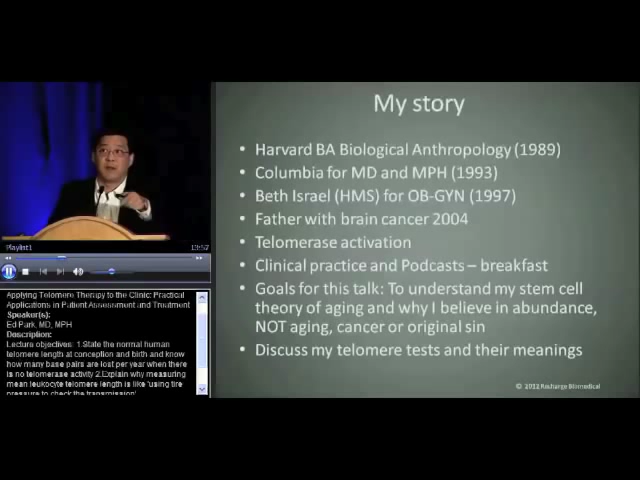 My story
• Harvard BA Biological Anthropology (1989)
• Columbia for MD and MPH (1993)
• Beth Israel (HMS) for OB-GYN (1997)
• Father with brain cancer 2004
• Telomerase activation
• Clinical practice and Podcasts – breakfast
• Goals for this talk: To understand my stem cell
theory of aging and why I believe in abundance,
NOT aging, cancer or original sin
• Discuss my telomere tests and their meanings
© 2012 Recharge Biomedical
Playlist1
Applying Telomere Therapy to the Clinic: Practical
Applications in Patient Assessment and Treatment
Speaker(s):
Ed Park, MD, MPH
Description:
Lecture objectives: 1.State the normal human
telomere length at conception and birth and know
how many base pairs are lost per year when there
is no telomerase activity 2.Explain why measuring
mean leukocyte telomere length is like 'using tire
pressure to check the transmission'